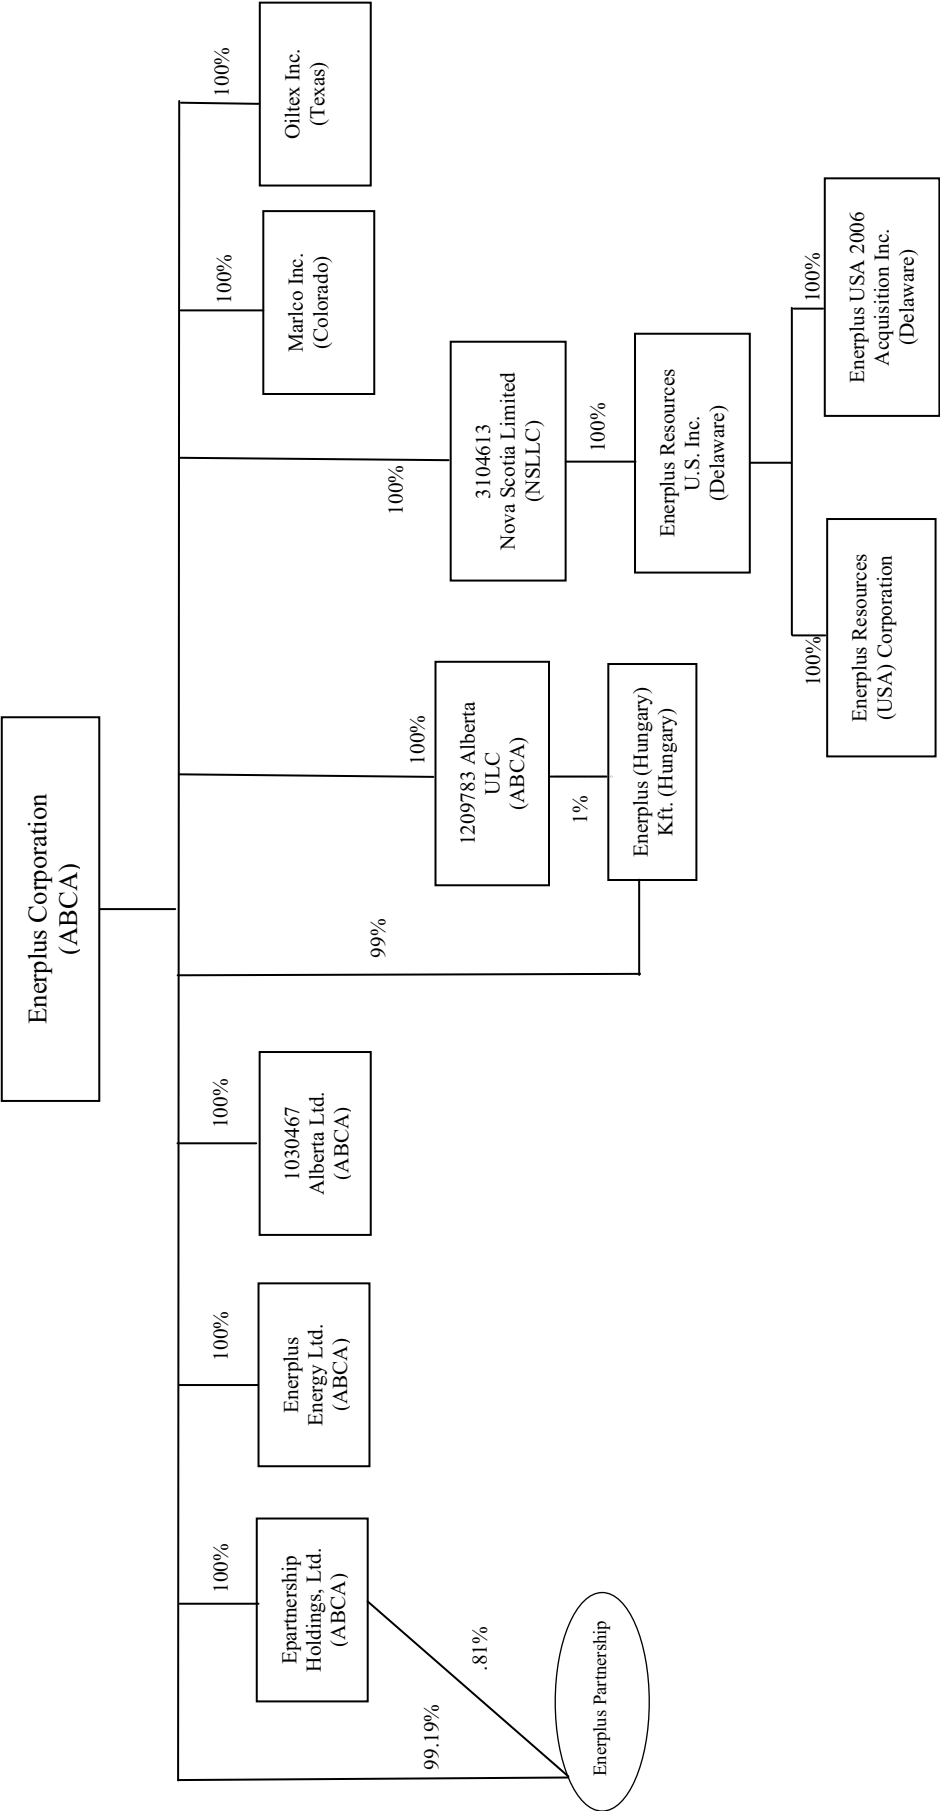 Enerplus Corporation
(ABCA)
99.19%
100%
Epartnership
Holdings, Ltd.
(ABCA)
.81%
Enerplus Partnership
100%
Enerplus
Energy Ltd.
(ABCA)
100%
1030467
Alberta Ltd.
(ABCA)
99%
100%
1209783 Alberta
ULC
(ABCA)
1%
Enerplus (Hungary)
Kft. (Hungary)
100%
3104613
Nova Scotia Limited
(NSLLC)
100%
Enerplus Resources
U.S. Inc.
(Delaware)
100%
Enerplus Resources
(USA) Corporation
100%
Enerplus USA 2006
Acquisition Inc.
(Delaware)
100%
Marlco Inc.
(Colorado)
100%
Oiltex Inc.
(Texas)